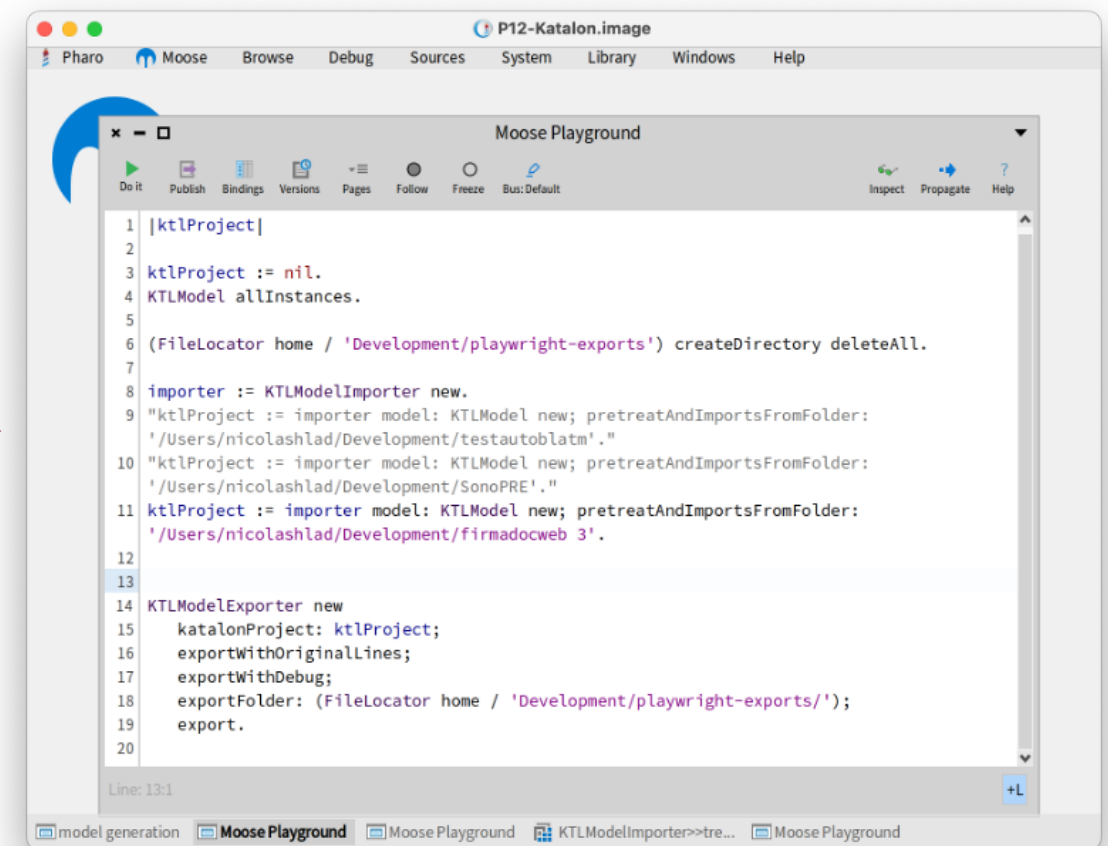 P12-Katalon.image
Pharo Moose Browse Debug Sources System Library Windows Help
Moose Playground
Do it Publish Bindings Versions Pages Follow Freeze Bus: Default Inspect Propagate Help
1 |ktlProject|
2
3 ktlProject := nil.
4 KTLModel allInstances.
5
6 (FileLocator home / 'Development/playwright-exports') createDirectory deleteAll.
7
8 importer := KTLModelImporter new.
9 "ktlProject := importer model: KTLModel new; pretreatAndImportsFromFolder:
'/Users/nicolashlad/Development/testautoblatm'."
10 "ktlProject := importer model: KTLModel new; pretreatAndImportsFromFolder:
'/Users/nicolashlad/Development/SonoPRE'."
11 ktlProject := importer model: KTLModel new; pretreatAndImportsFromFolder:
'/Users/nicolashlad/Development/firmadocweb 3'.
12
13
14 KTLModelExporter new
15 katalonProject: ktlProject;
16 exportWithOriginalLines;
17 exportWithDebug;
18 exportFolder: (FileLocator home / 'Development/playwright-exports/');
19 export.
20
Line: 13:1 +L
model generation Moose Playground Moose Playground KTLModelImporter>>tre... Moose Playground